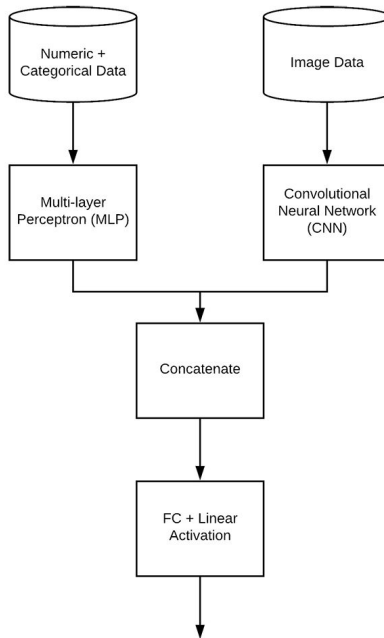 Numeric +
Categorical Data
Image Data
Multi-layer
Perceptron (MLP)
Convolutional
Neural Network
(CNN)
Concatenate
FC + Linear
Activation